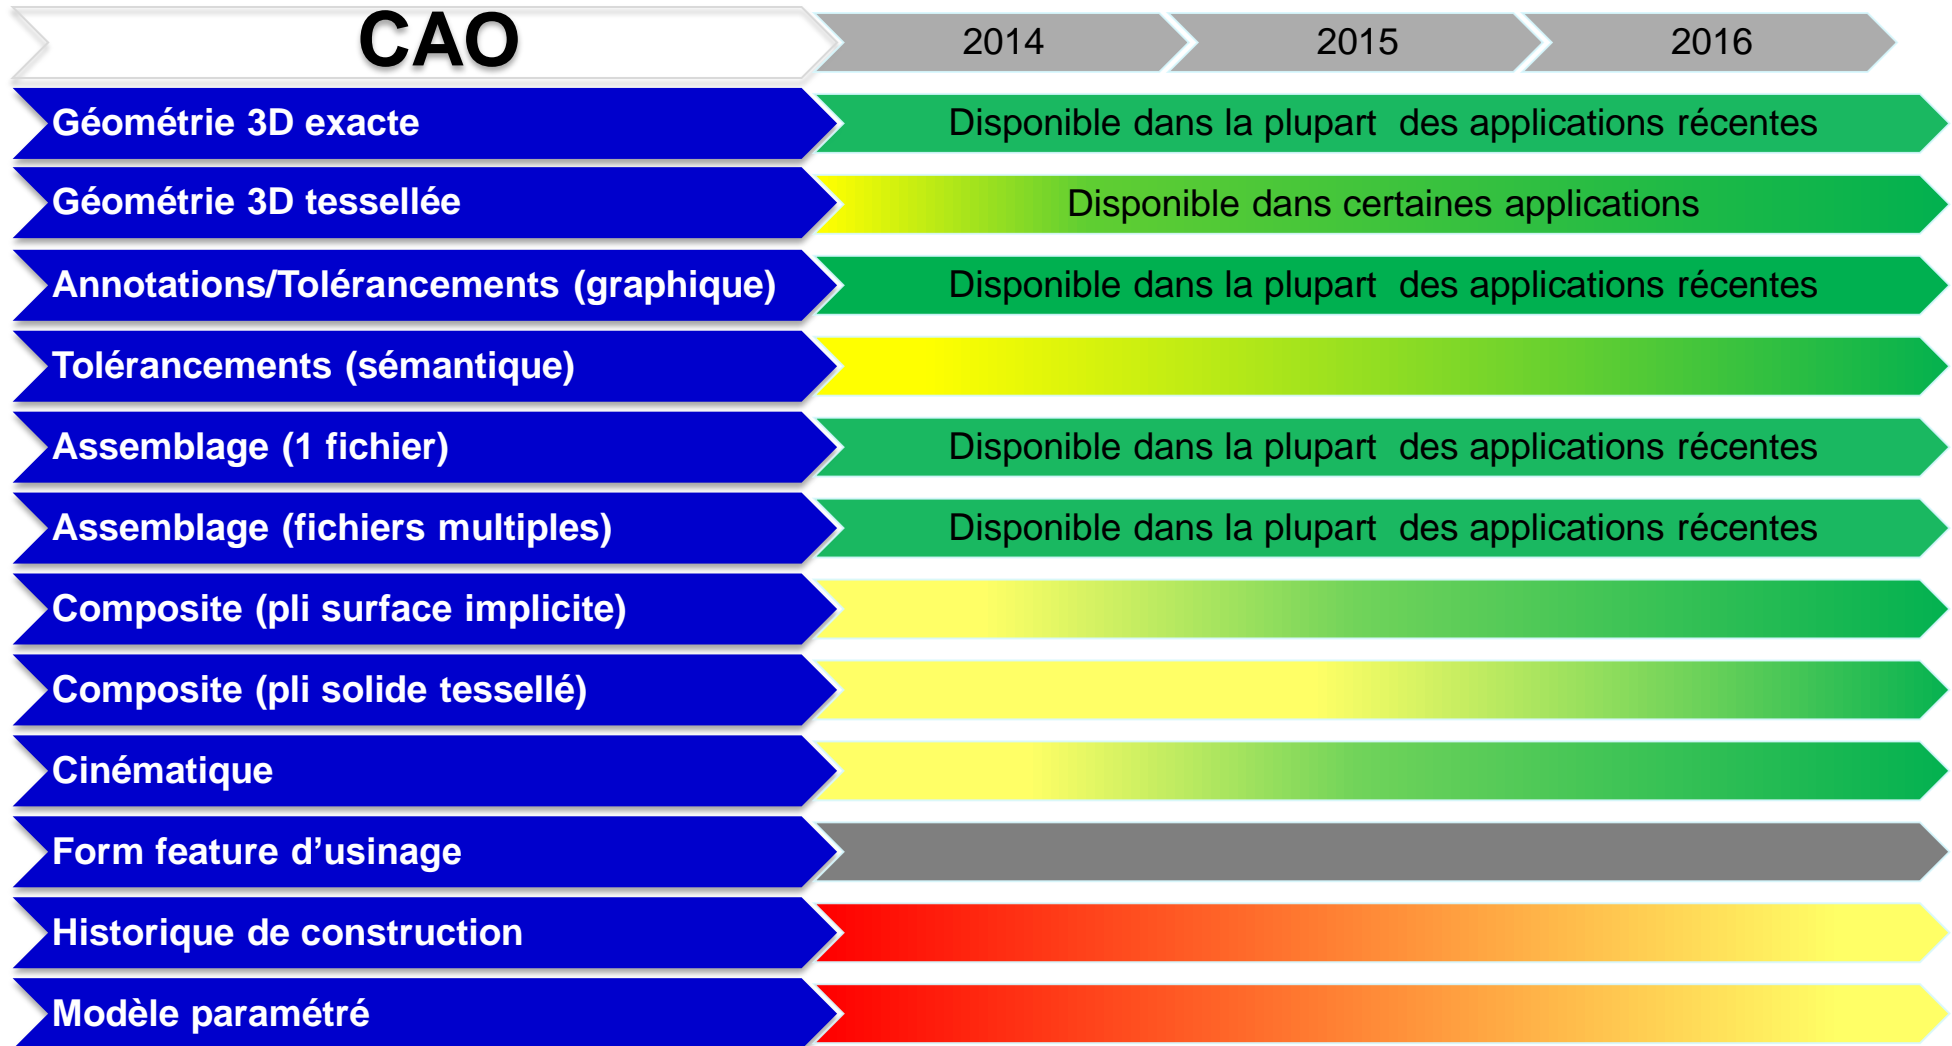 CAO 2014 2015 2016
Géométrie 3D exacte Disponible dans la plupart des applications récentes
Géométrie 3D tessellée Disponible dans certaines applications
Annotations/Tolérancements (graphique) Disponible dans la plupart des applications récentes
Tolérancements (sémantique)
Assemblage (1 fichier) Disponible dans la plupart des applications récentes
Assemblage (fichiers multiples) Disponible dans la plupart des applications récentes
Composite (pli surface implicite)
Composite (pli solide tessellé)
Cinématique
Form feature d’usinage
Historique de construction
Modèle paramétré